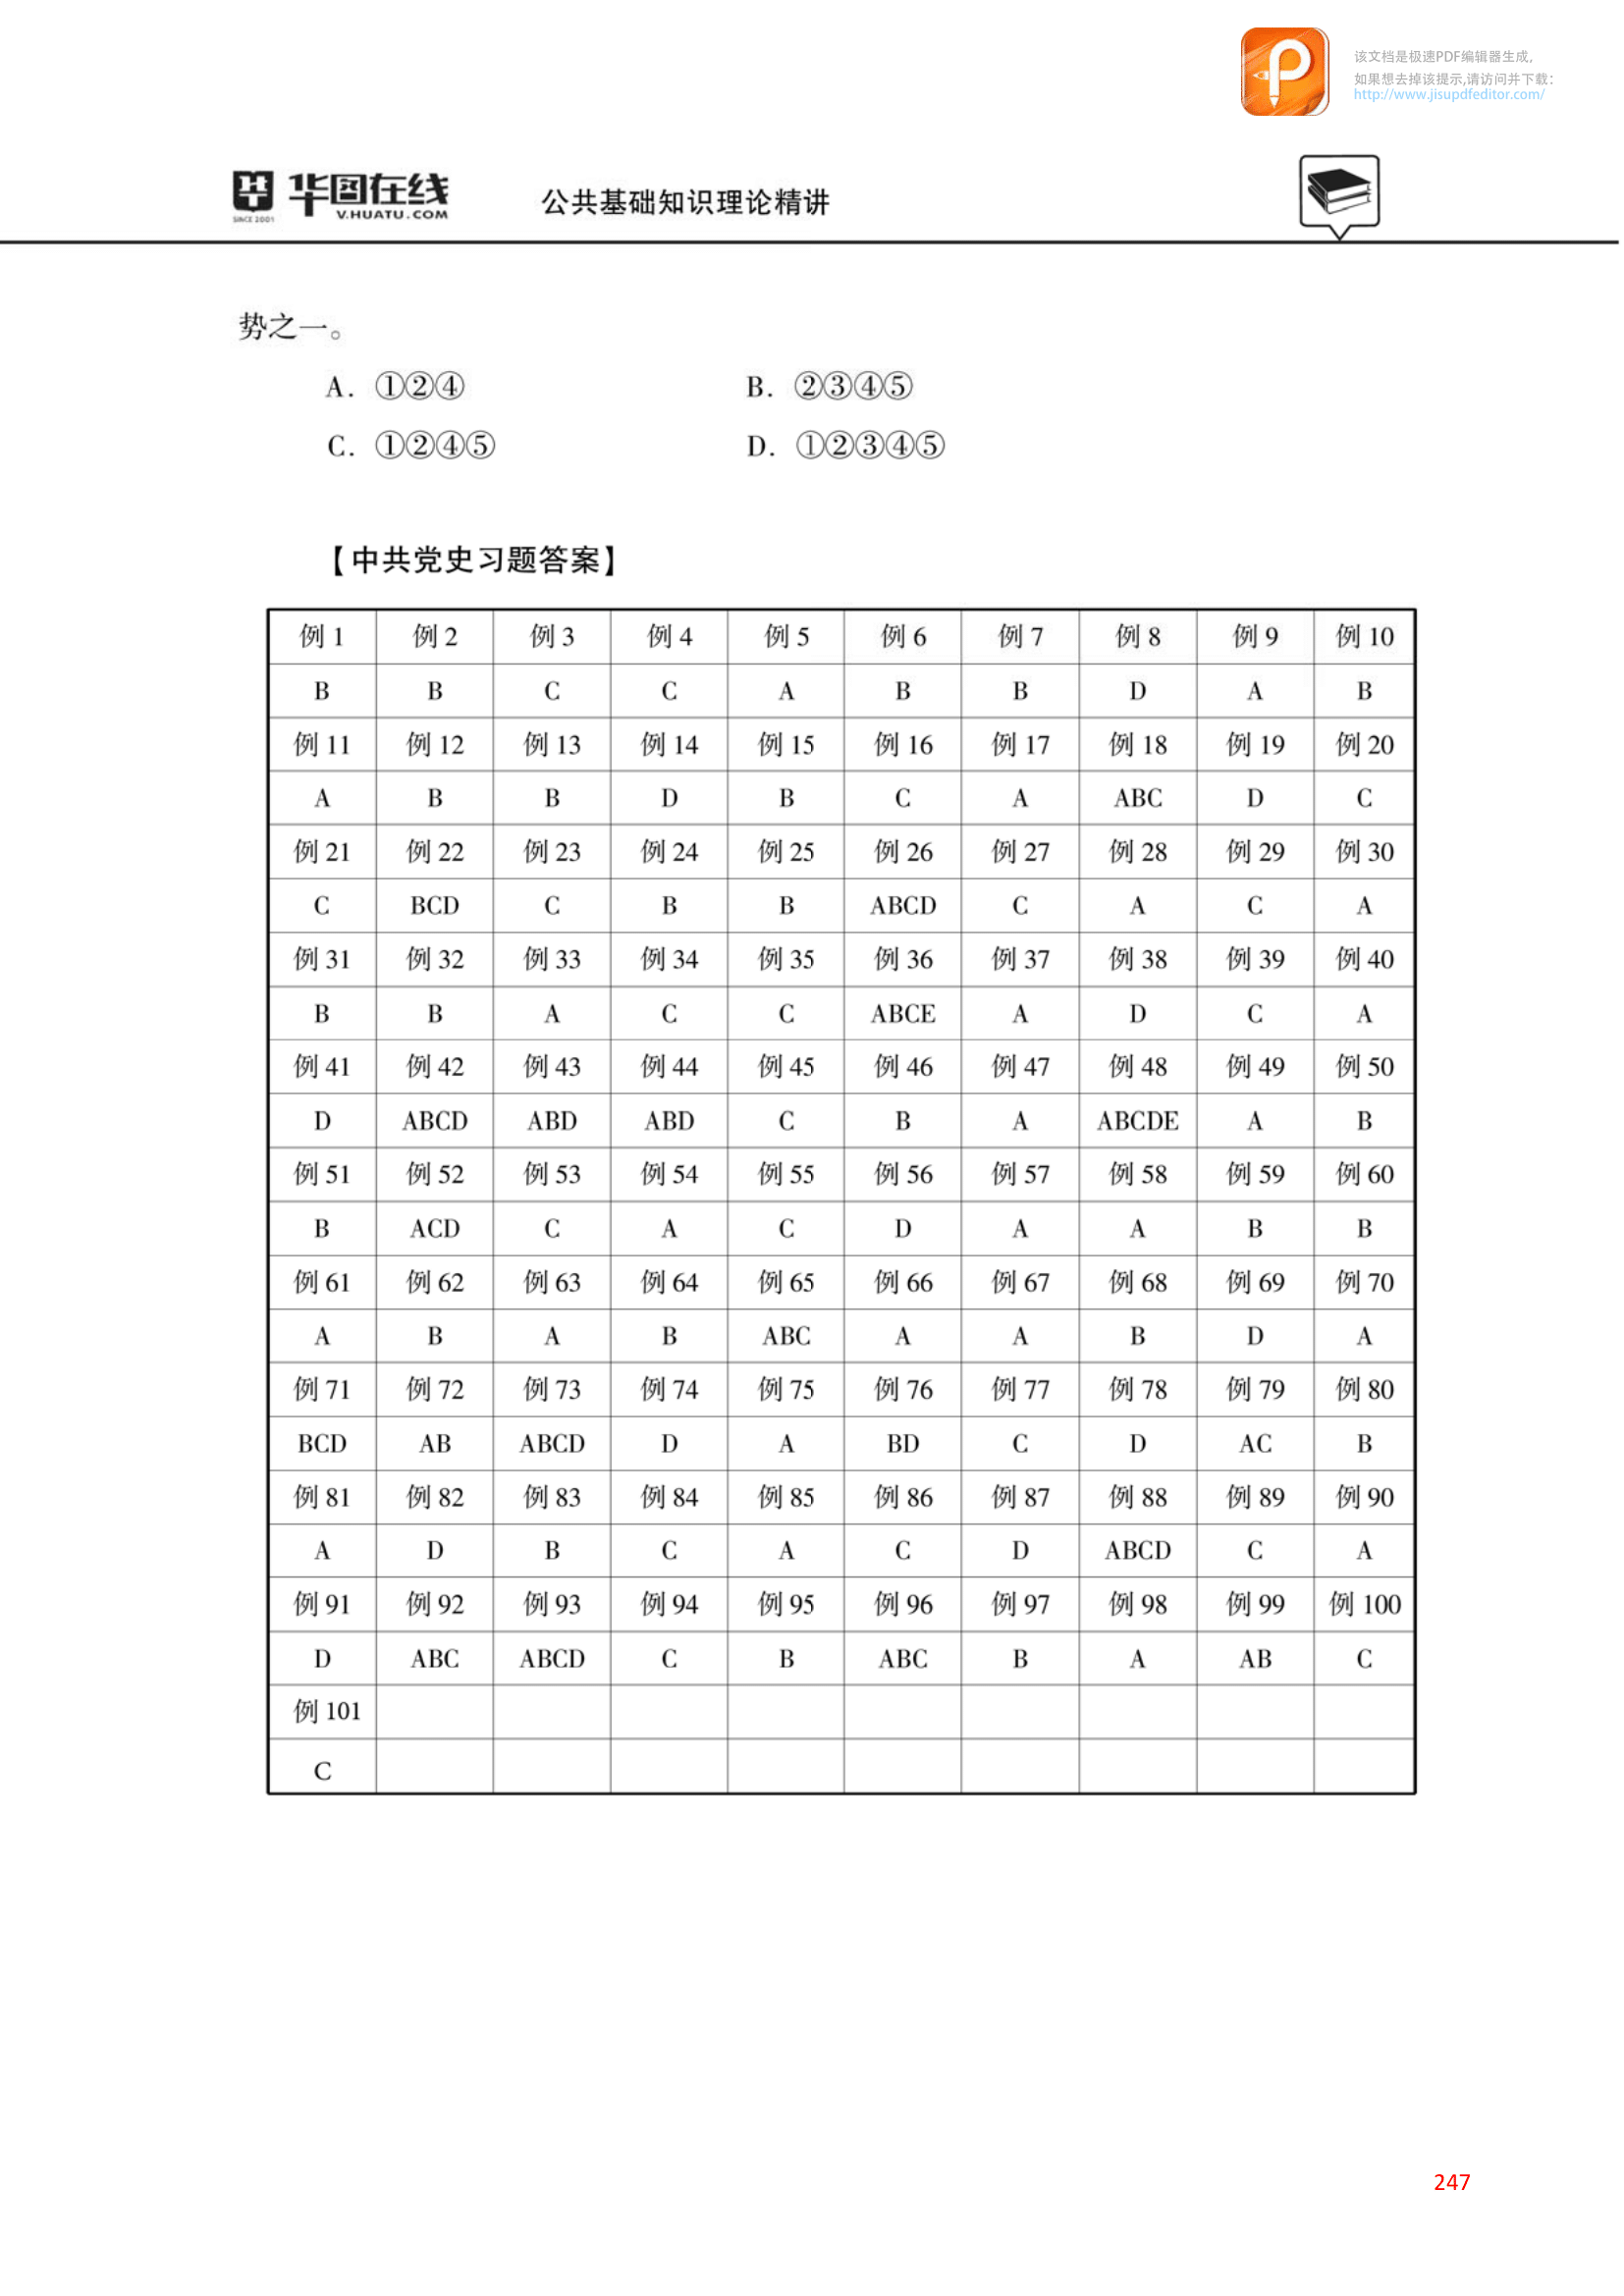 该文档是极速PDF编辑器生成,
如果想去掉该提示,请访问并下载:
http://www.jisupdfeditor.com/
华图在线
SINCE 2001 V.HUATU.COM
公共基础知识理论精讲
势之一。
A. ①②④ B. ②③④⑤
C. ①②④⑤ D. ①②③④⑤
【中共党史习题答案】
例 1 例 2 例 3 例 4 例 5 例 6 例 7 例 8 例 9 例 10
B B C C A B B D A B
例 11 例 12 例 13 例 14 例 15 例 16 例 17 例 18 例 19 例 20
A B B D B C A ABC D C
例 21 例 22 例 23 例 24 例 25 例 26 例 27 例 28 例 29 例 30
C BCD C B B ABCD C A C A
例 31 例 32 例 33 例 34 例 35 例 36 例 37 例 38 例 39 例 40
B B A C C ABCE A D C A
例 41 例 42 例 43 例 44 例 45 例 46 例 47 例 48 例 49 例 50
D ABCD ABD ABD C B A ABCDE A B
例 51 例 52 例 53 例 54 例 55 例 56 例 57 例 58 例 59 例 60
B ACD C A C D A A B B
例 61 例 62 例 63 例 64 例 65 例 66 例 67 例 68 例 69 例 70
A B A B ABC A A B D A
例 71 例 72 例 73 例 74 例 75 例 76 例 77 例 78 例 79 例 80
BCD AB ABCD D A BD C D AC B
例 81 例 82 例 83 例 84 例 85 例 86 例 87 例 88 例 89 例 90
A D B C A C D ABCD C A
例 91 例 92 例 93 例 94 例 95 例 96 例 97 例 98 例 99 例 100
D ABC ABCD C B ABC B A AB C
例 101
C
247